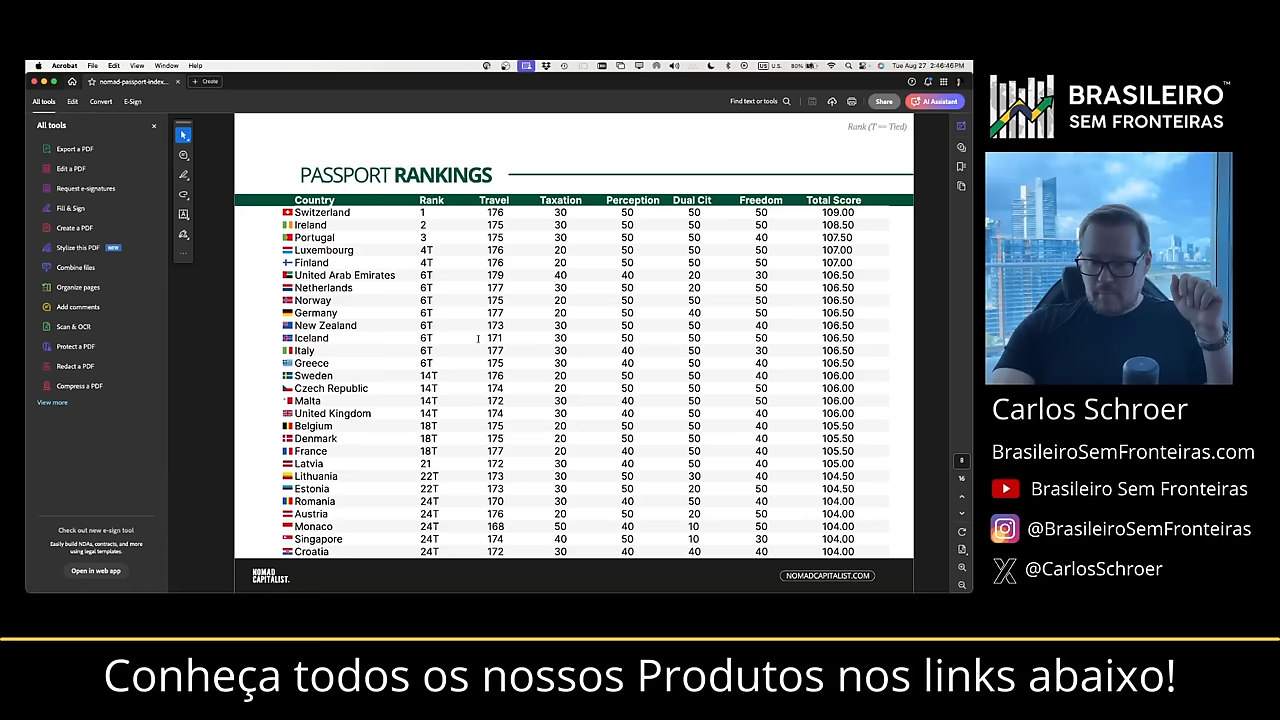 Acrobat File Edit View Window Help U.S. 80% Tue Aug 27 2:46:46PM
nomad-passport-index... × + Create
All tools Edit Convert E-Sign Find text or tools Share AI Assistant
All tools ×
Export a PDF
Edit a PDF
Request e-signatures
Fill & Sign
Create a PDF
Stylize this PDF NEW
Combine files
Organize pages
Add comments
Scan & OCR
Protect a PDF
Redact a PDF
Compress a PDF
View more
Check out new e-sign tool
Easily build NDAs, contracts, and more
using legal templates.
Open in web app
Rank (T == Tied)
PASSPORT RANKINGS
Country Rank Travel Taxation Perception Dual Cit Freedom Total Score
Switzerland 1 176 30 50 50 50 109.00
Ireland 2 175 30 50 50 50 108.50
Portugal 3 175 30 50 50 40 107.50
Luxembourg 4T 176 20 50 50 50 107.00
Finland 4T 176 20 50 50 50 107.00
United Arab Emirates 6T 179 40 40 20 30 106.50
Netherlands 6T 177 30 50 20 50 106.50
Norway 6T 175 20 50 50 50 106.50
Germany 6T 177 20 50 40 50 106.50
New Zealand 6T 173 30 50 50 40 106.50
Iceland 6T 171 30 50 50 50 106.50
Italy 6T 177 30 40 50 30 106.50
Greece 6T 175 30 40 50 40 106.50
Sweden 14T 176 20 50 50 40 106.00
Czech Republic 14T 174 20 50 50 50 106.00
Malta 14T 172 30 40 50 50 106.00
United Kingdom 14T 174 30 40 50 40 106.00
Belgium 18T 175 20 50 50 40 105.50
Denmark 18T 175 20 50 50 40 105.50
France 18T 177 20 40 50 40 105.50
Latvia 21 172 30 40 50 40 105.00
Lithuania 22T 173 30 50 30 40 104.50
Estonia 22T 173 30 50 20 50 104.50
Romania 24T 170 30 40 50 40 104.00
Austria 24T 176 20 50 20 50 104.00
Monaco 24T 168 50 40 10 50 104.00
Singapore 24T 174 40 50 10 30 104.00
Croatia 24T 172 30 40 40 40 104.00
NOMAD
CAPITALIST.
NOMADCAPITALIST.COM
8
16
BRASILEIRO™
SEM FRONTEIRAS
Carlos Schroer
BrasileiroSemFronteiras.com
Brasileiro Sem Fronteiras
@BrasileiroSemFronteiras
@CarlosSchroer
Conheça todos os nossos Produtos nos links abaixo!